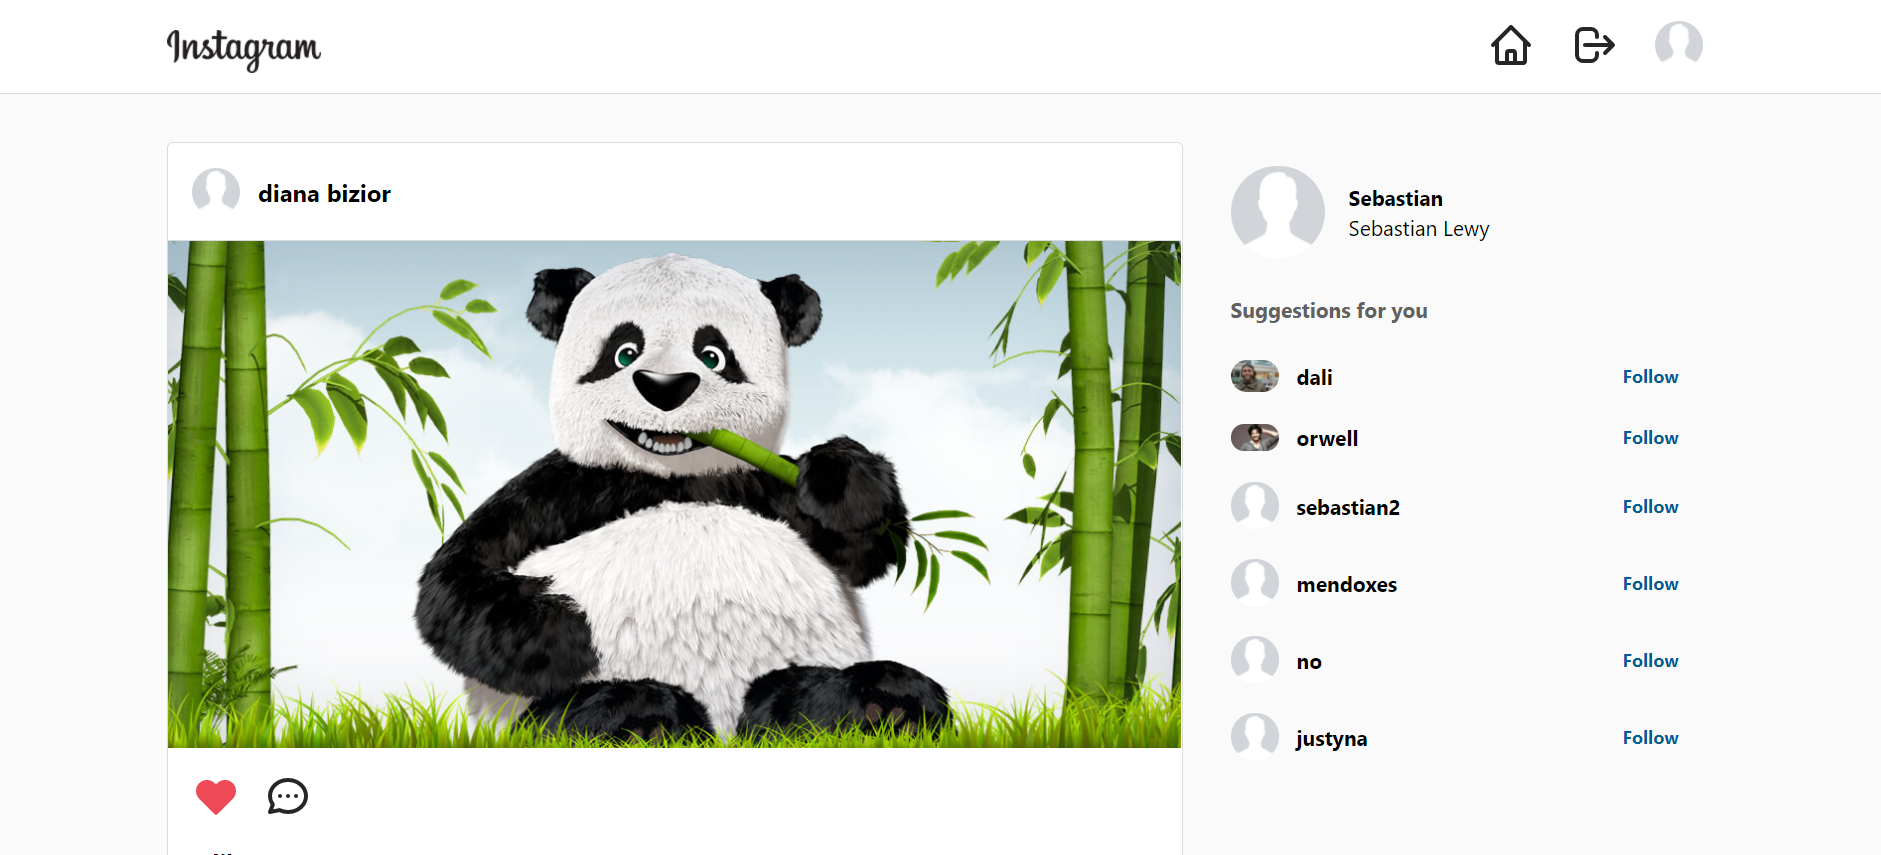 Instagram
diana bizior
Sebastian
Sebastian Lewy
Suggestions for you
dali Follow
orwell Follow
sebastian2 Follow
mendoxes Follow
no Follow
justyna Follow